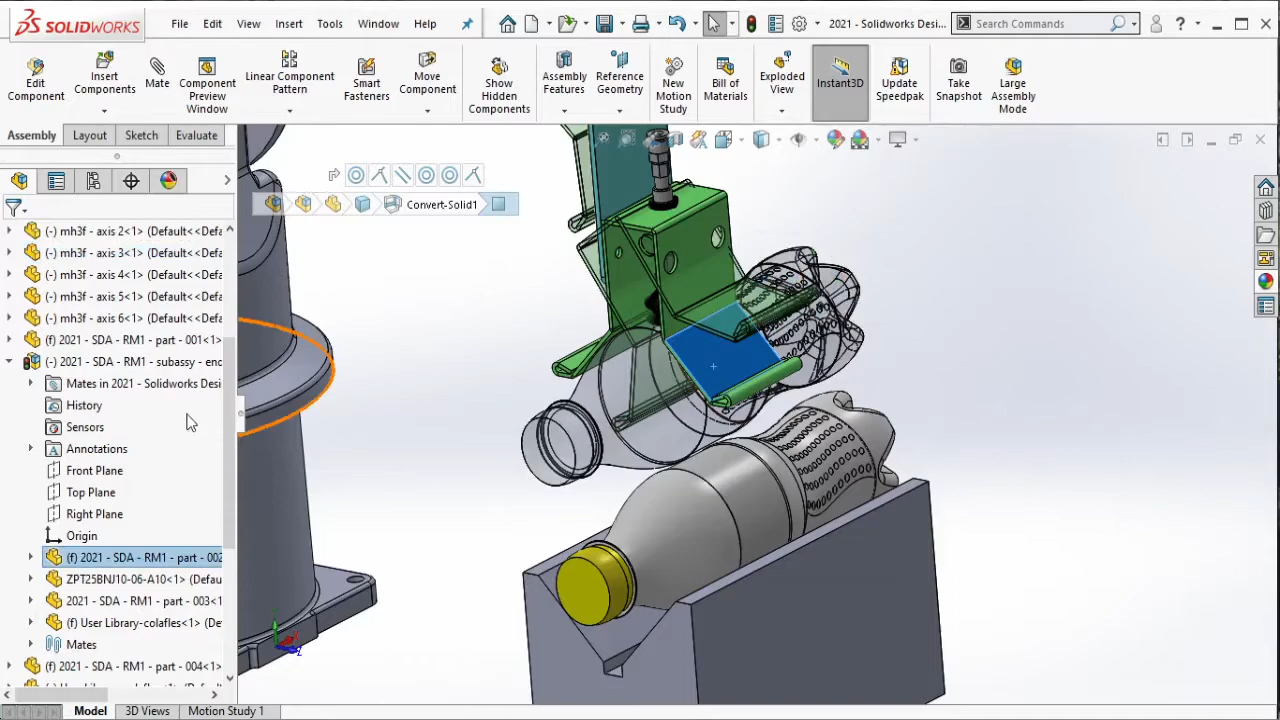 SOLIDWORKS
File Edit View Insert Tools Window Help
2021 - Solidworks Desi...
Search Commands
Edit Component
Insert Components
Mate
Component Preview Window
Linear Component Pattern
Smart Fasteners
Move Component
Show Hidden Components
Assembly Features
Reference Geometry
New Motion Study
Bill of Materials
Exploded View
Instant3D
Update Speedpak
Take Snapshot
Large Assembly Mode
Assembly Layout Sketch Evaluate
Convert-Solid1
(-) mh3f - axis 2<1> (Default<<Defa
(-) mh3f - axis 3<1> (Default<<Defa
(-) mh3f - axis 4<1> (Default<<Defa
(-) mh3f - axis 5<1> (Default<<Defa
(-) mh3f - axis 6<1> (Default<<Defa
(f) 2021 - SDA - RM1 - part -001<1>
(-) 2021 - SDA - RM1 - subassy - enc
Mates in 2021 - Solidworks Desi
History
Sensors
Annotations
Front Plane
Top Plane
Right Plane
Origin
(f) 2021 - SDA - RM1 - part - 002
ZPT25BNJ10-06-A10<1> (Defau
2021 - SDA - RM1 - part -003<1
(f) User Library-colafles<1> (De
Mates
(f) 2021 - SDA - RM1 - part -004<1>
Model 3D Views Motion Study 1